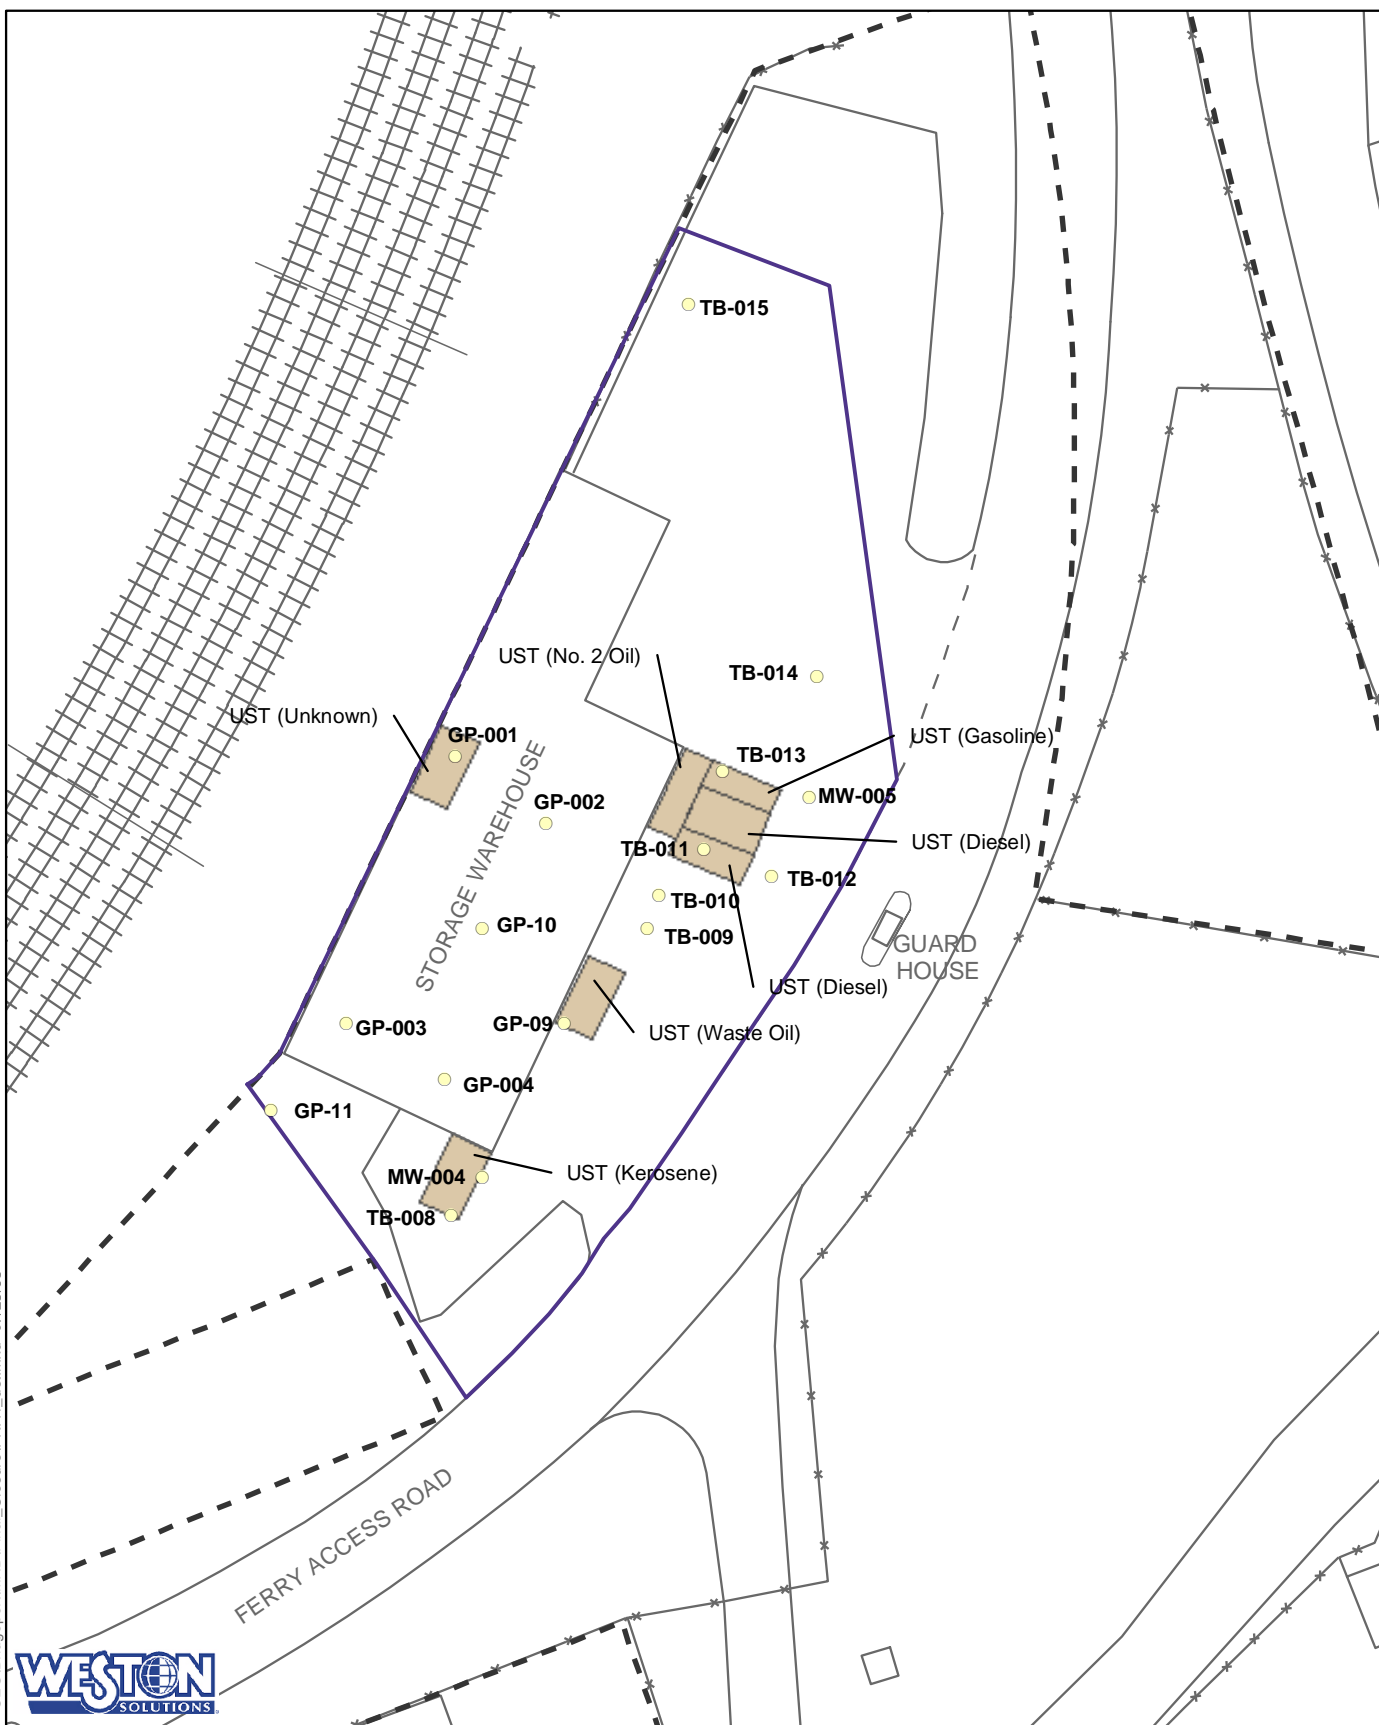 TB-015
UST (No. 2 Oil)
TB-014
UST (Unknown)
GP-001
UST (Gasoline)
TB-013
MW-005
GP-002
STORAGE WAREHOUSE
UST (Diesel)
TB-011
TB-012
TB-010
GP-10
TB-009
GUARD
HOUSE
UST (Diesel)
GP-003
GP-09
UST (Waste Oil)
GP-004
GP-11
MW-004
UST (Kerosene)
TB-008
FERRY ACCESS ROAD
WESTON
SOLUTIONS